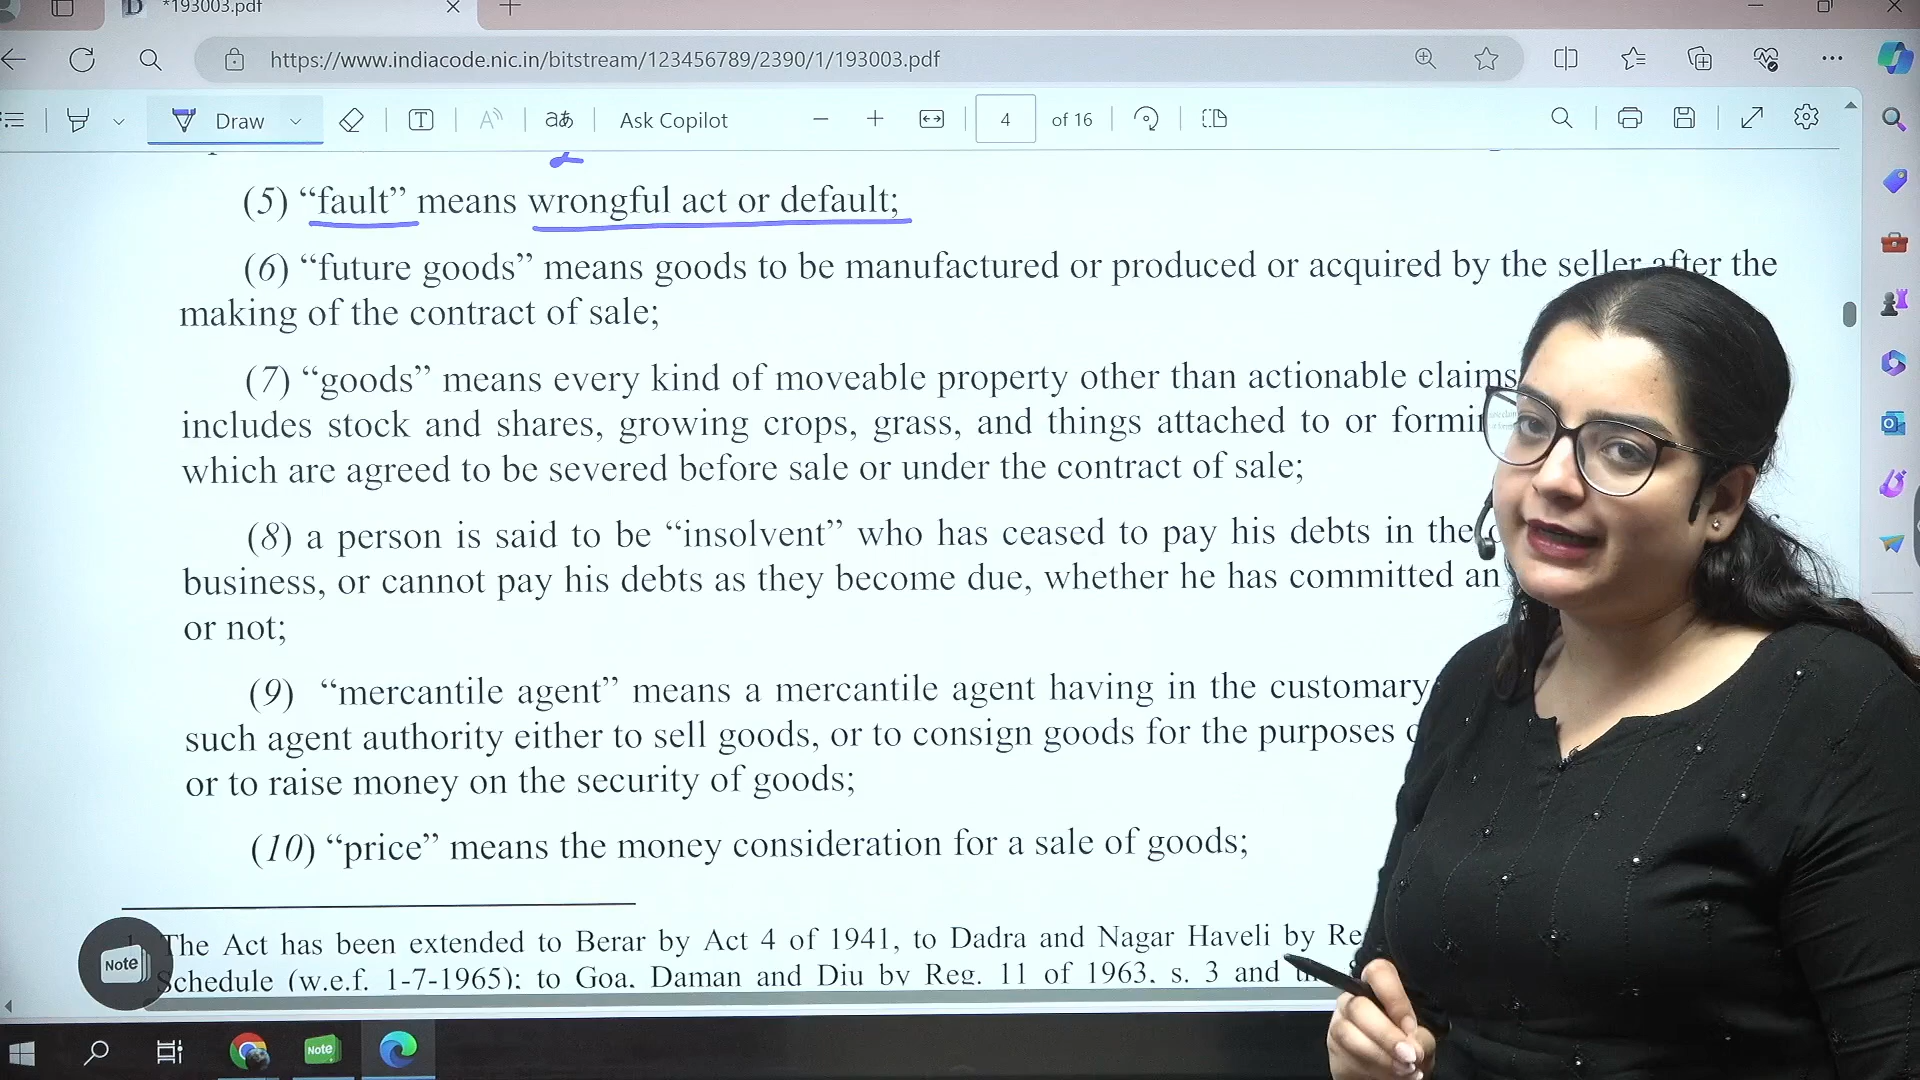 *193003.pdf
https://www.indiacode.nic.in/bitstream/123456789/2390/1/193003.pdf
Draw
aあ
Ask Copilot
4
of 16
(5) “fault” means wrongful act or default;
(6) “future goods” means goods to be manufactured or produced or acquired by the seller after the
making of the contract of sale;
(7) “goods” means every kind of moveable property other than actionable claims
includes stock and shares, growing crops, grass, and things attached to or
which are agreed to be severed before sale or under the contract of sale;
(8) a person is said to be “insolvent” who has ceased to pay his debts in the
business, or cannot pay his debts as they become due, whether he has committed an
or not;
(9) “mercantile agent” means a mercantile agent having in the customary
such agent authority either to sell goods, or to consign goods for the purposes
or to raise money on the security of goods;
(10) “price” means the money consideration for a sale of goods;
The Act has been extended to Berar by Act 4 of 1941, to Dadra and Nagar Haveli by
Schedule (w.e.f. 1-7-1965); to Goa, Daman and Diu by Reg. 11 of 1963, s. 3 and
Note
Note